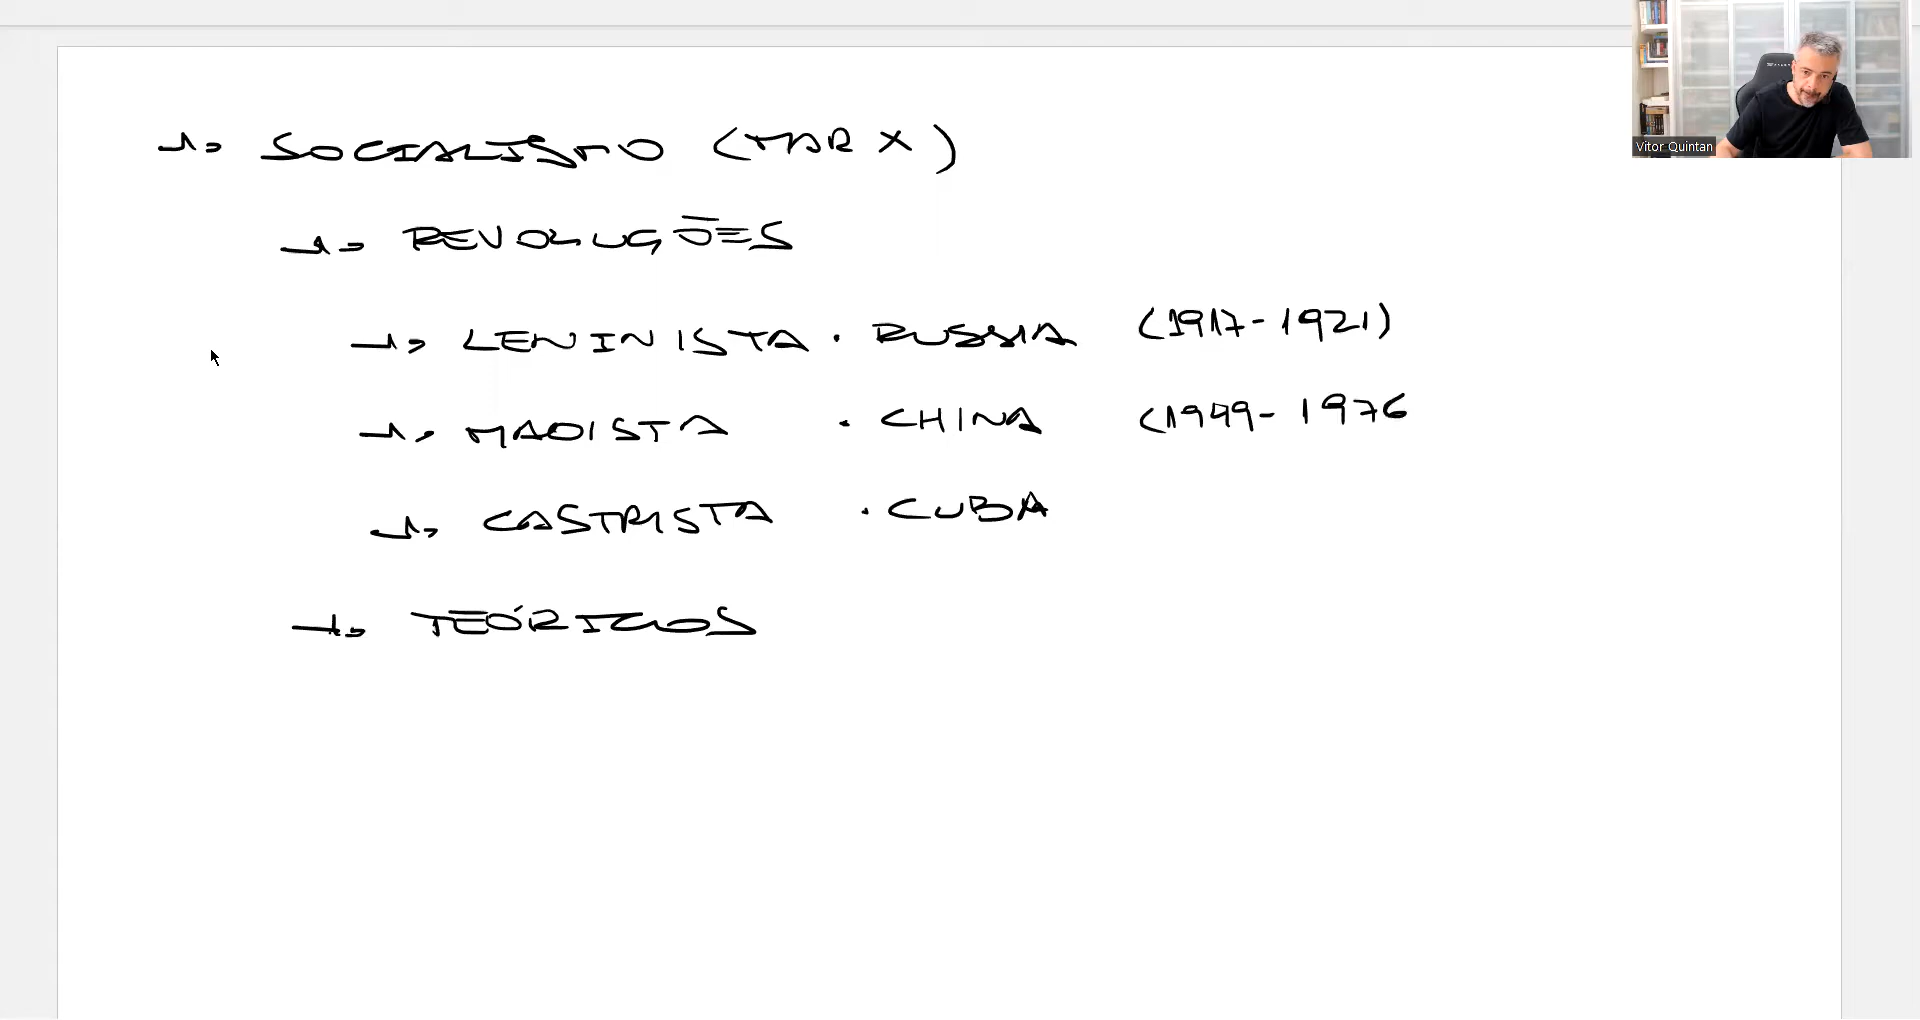 → SOCIALISMO (MARX)
→ REVOLUÇÕES
→ LENINISTA · RUSSIA (1917-1921)
→ MAOISTA · CHINA (1949-1976
→ CASTRISTA · CUBA
→ TEÓRICOS
Vitor Quintan